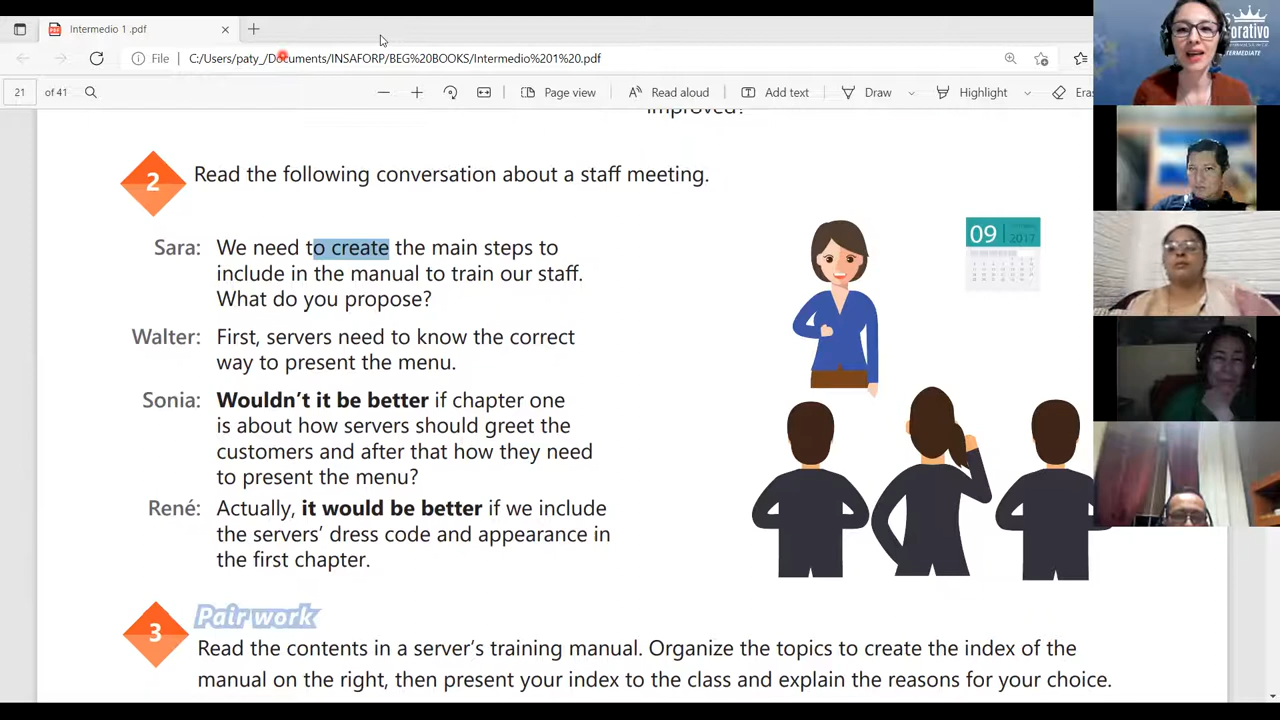 Intermedio 1 .pdf
File
C:/Users/paty_/Documents/INSAFORP/BEG%20BOOKS/Intermedio%
%20.pdf
21 of 41
Page view
Read aloud
Add text
Draw
Highlight
Eras
improved?
2 Read the following conversation about a staff meeting.
Sara: We need to create the main steps to
include in the manual to train our staff.
What do you propose?
Walter: First, servers need to know the correct
way to present the menu.
Sonia: Wouldn't it be better if chapter one
is about how servers should greet the
customers and after that how they need
to present the menu?
René: Actually, it would be better if we include
the servers' dress code and appearance in
the first chapter.
09
2017
3 Pair work
Read the contents in a server's training manual. Organize the topics to create the index of the
manual on the right, then present your index to the class and explain the reasons for your choice.
orativo